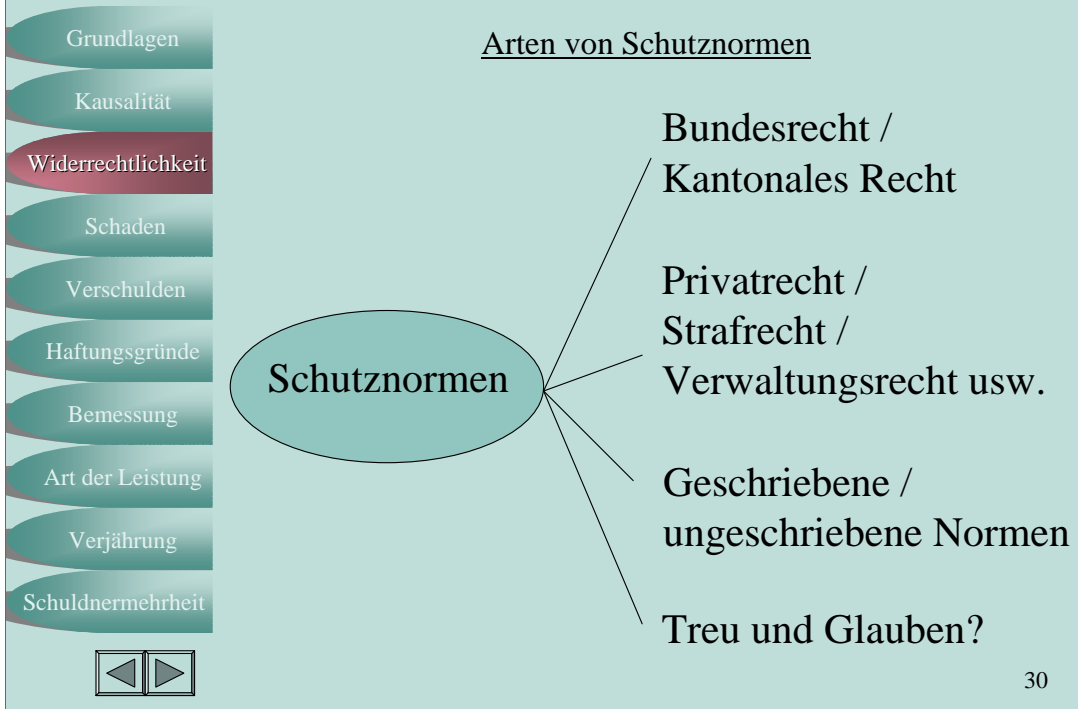 Grundlagen
Kausalität
Widerrechtlichkeit
Schaden
Verschulden
Haftungsgründe
Bemessung
Art der Leistung
Verjährung
Schuldnermehrheit
Arten von Schutznormen
Schutznormen
Bundesrecht /
Kantonales Recht
Privatrecht /
Strafrecht /
Verwaltungsrecht usw.
Geschriebene /
ungeschriebene Normen
Treu und Glauben?
30